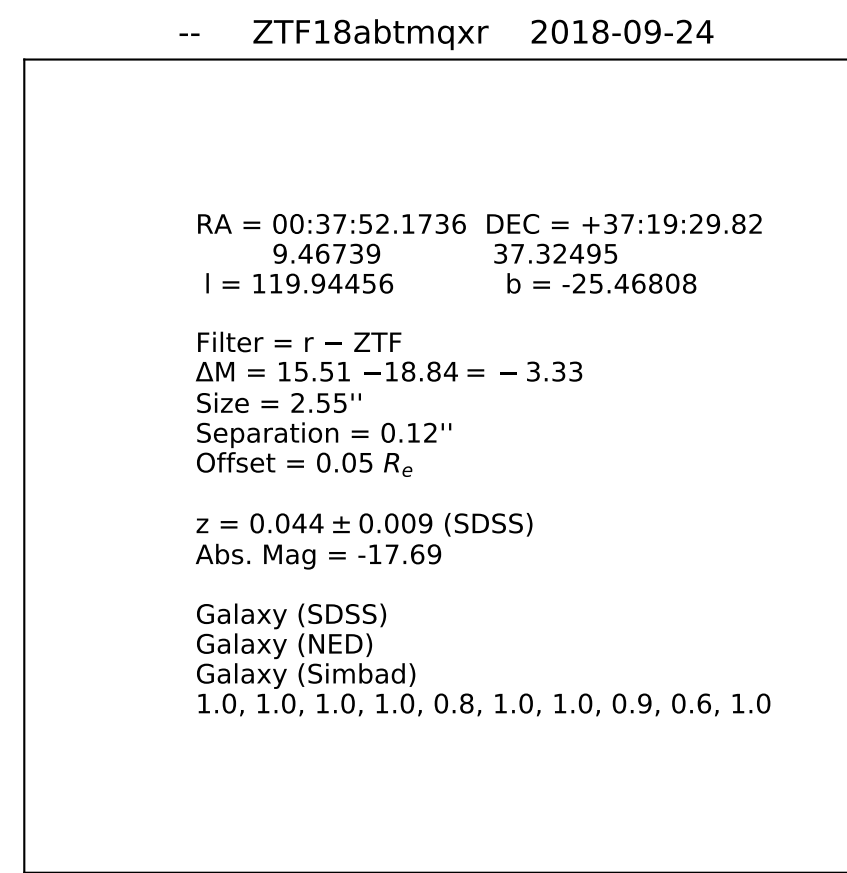 -- ZTF18abtmqxr 2018-09-24
RA = 00:37:52.1736 DEC = +37:19:29.82
9.46739 37.32495
l = 119.94456 b = -25.46808
Filter = r − ZTF
ΔM = 15.51 −18.84 = − 3.33
Size = 2.55''
Separation = 0.12''
Offset = 0.05 Rₑ
z = 0.044 ± 0.009 (SDSS)
Abs. Mag = -17.69
Galaxy (SDSS)
Galaxy (NED)
Galaxy (Simbad)
1.0, 1.0, 1.0, 1.0, 0.8, 1.0, 1.0, 0.9, 0.6, 1.0